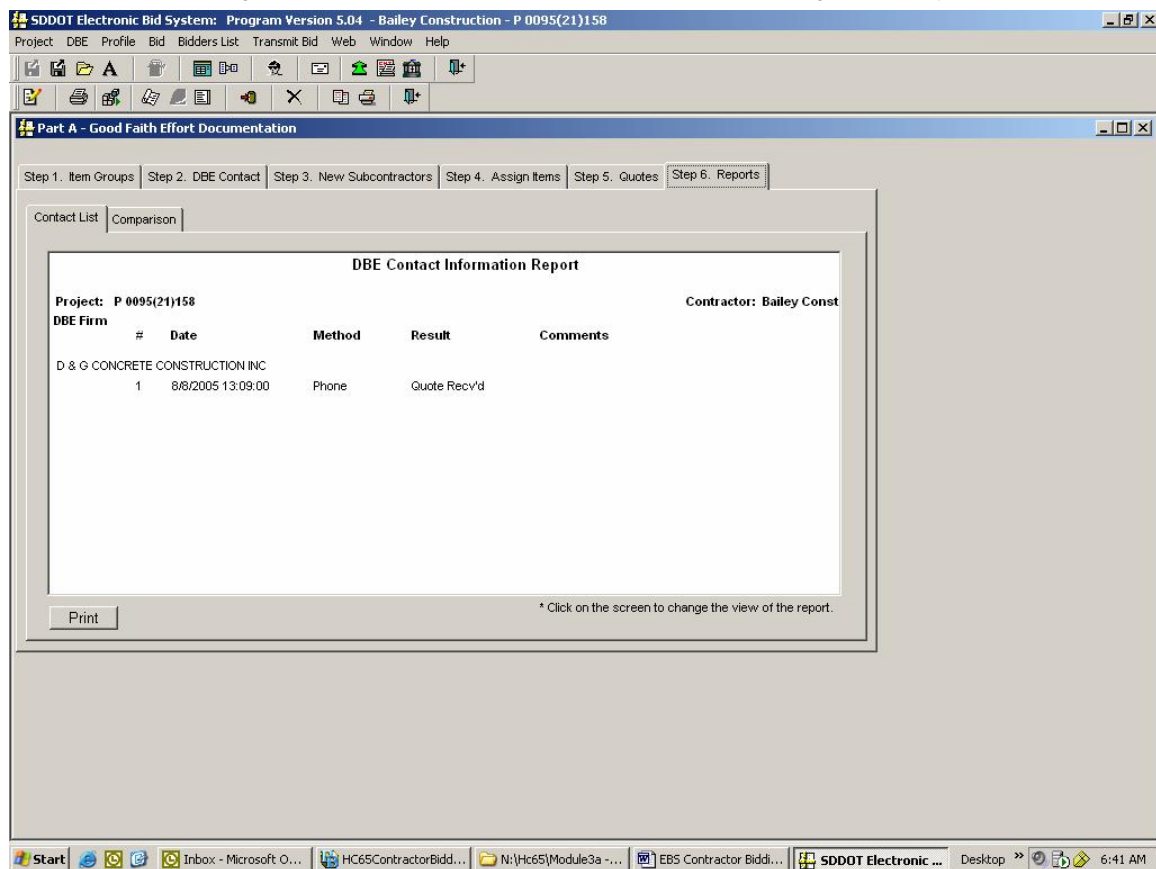 SDDOT Electronic Bid System: Program Version 5.04 - Bailey Construction - P 0095(21)158
Project DBE Profile Bid Bidders List Transmit Bid Web Window Help
A
Part A - Good Faith Effort Documentation
Step 1. Item Groups Step 2. DBE Contact Step 3. New Subcontractors Step 4. Assign Items Step 5. Quotes Step 6. Reports
Contact List Comparison
DBE Contact Information Report
Project: P 0095(21)158 Contractor: Bailey Const
DBE Firm
# Date Method Result Comments
D & G CONCRETE CONSTRUCTION INC
1 8/8/2005 13:09:00 Phone Quote Recv'd
Print * Click on the screen to change the view of the report.
Start Inbox - Microsoft O... HC65ContractorBidd... N:\Hc65\Module3a -... EBS Contractor Biddi... SDDOT Electronic ... Desktop » 6:41 AM